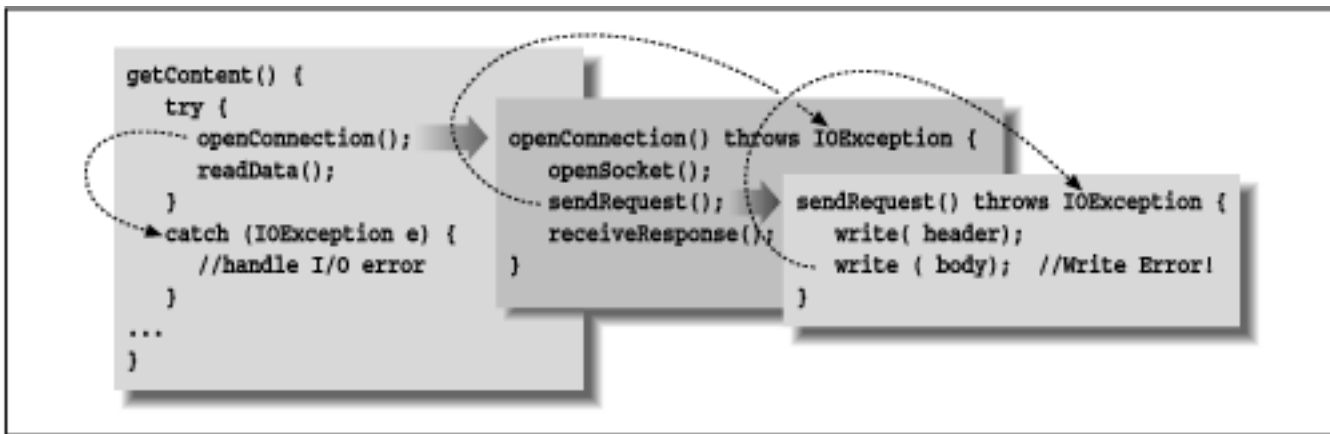 getContent() {
try {
openConnection();
readData();
}
catch (IOException e) {
//handle I/O error
}
...
}
openConnection() throws IOException {
openSocket();
sendRequest();
receiveResponse();
}
sendRequest() throws IOException {
write( header);
write ( body);  //Write Error!
}